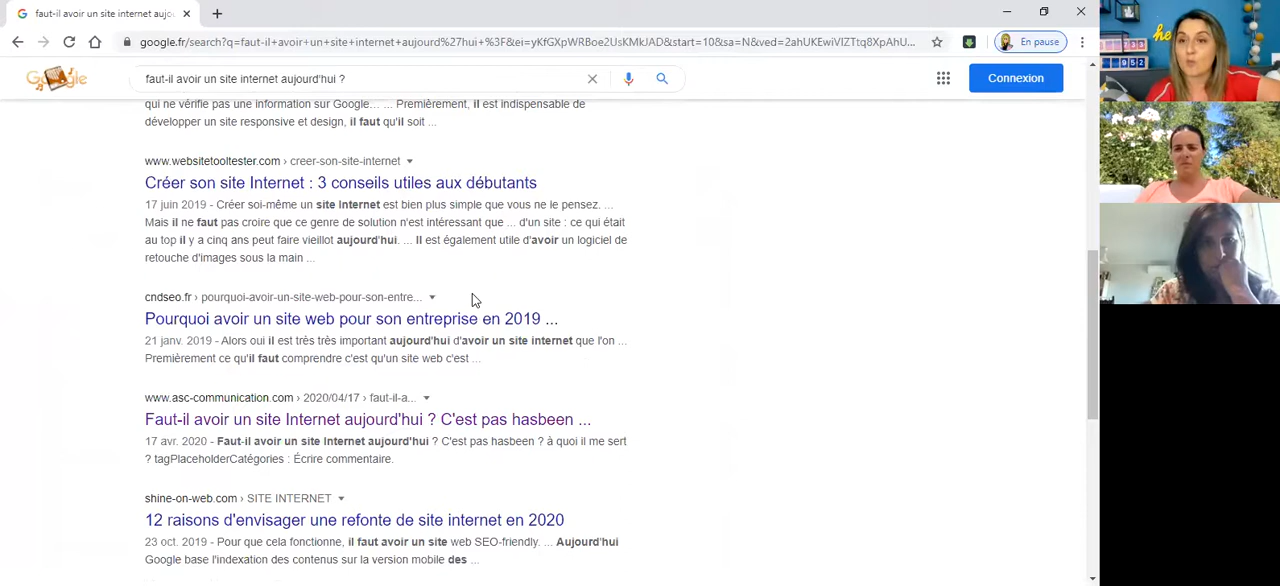 faut-il avoir un site internet aujou
google.fr/search?q=faut-il+avoir+un+site+internet+aujourd%27hui+%3F&ei=yKfGXpWRBoe2UsKMkJAD&start=10&sa=N&ved=2ahUKEwiVIZTtq8XpAhU...
En pause
Google
faut-il avoir un site internet aujourd'hui ?
Connexion
qui ne vérifie pas une information sur Google… ... Premièrement, il est indispensable de
développer un site responsive et design, il faut qu'il soit ...
www.websitetooltester.com › creer-son-site-internet
Créer son site Internet : 3 conseils utiles aux débutants
17 juin 2019 - Créer soi-même un site Internet est bien plus simple que vous ne le pensez. ...
Mais il ne faut pas croire que ce genre de solution n'est intéressant que ... d'un site : ce qui était
au top il y a cinq ans peut faire vieillot aujourd'hui. ... Il est également utile d'avoir un logiciel de
retouche d'images sous la main ...
cndseo.fr › pourquoi-avoir-un-site-web-pour-son-entre...
Pourquoi avoir un site web pour son entreprise en 2019 ...
21 janv. 2019 - Alors oui il est très très important aujourd'hui d'avoir un site internet que l'on ...
Premièrement ce qu'il faut comprendre c'est qu'un site web c'est ...
www.asc-communication.com › 2020/04/17 › faut-il-a...
Faut-il avoir un site Internet aujourd'hui ? C'est pas hasbeen ...
17 avr. 2020 - Faut-il avoir un site Internet aujourd'hui ? C'est pas hasbeen ? à quoi il me sert
? tagPlaceholderCatégories : Écrire commentaire.
shine-on-web.com › SITE INTERNET
12 raisons d'envisager une refonte de site internet en 2020
23 oct. 2019 - Pour que cela fonctionne, il faut avoir un site web SEO-friendly. ... Aujourd'hui
Google base l'indexation des contenus sur la version mobile des ...
he